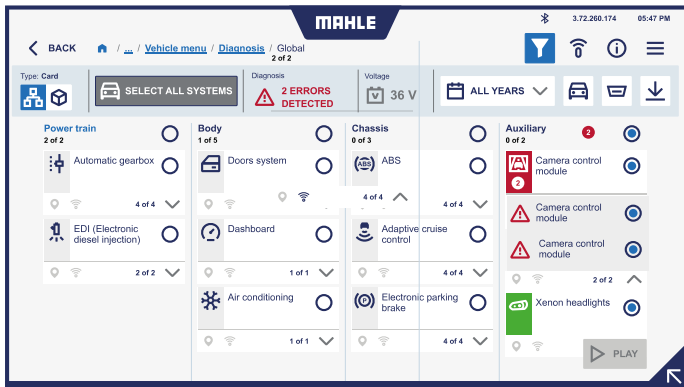 MAHLE
3.72.260.174 05:47 PM
BACK / ... / Vehicle menu / Diagnosis / Global
2 of 2
Type: Card
SELECT ALL SYSTEMS
Diagnosis
2 ERRORS
DETECTED
Voltage
36 V
ALL YEARS
Power train
2 of 2
Automatic gearbox
4 of 4
EDI (Electronic
diesel injection)
2 of 2
Body
1 of 5
Doors system
4 of 4
Dashboard
1 of 1
Air conditioning
1 of 1
Chassis
0 of 3
ABS
ABS
4 of 4
Adaptive cruise
control
4 of 4
P
Electronic parking
brake
4 of 4
Auxiliary
0 of 2
2
Camera control
module
2
Camera control
module
Camera control
module
2 of 2
Xenon headlights
PLAY